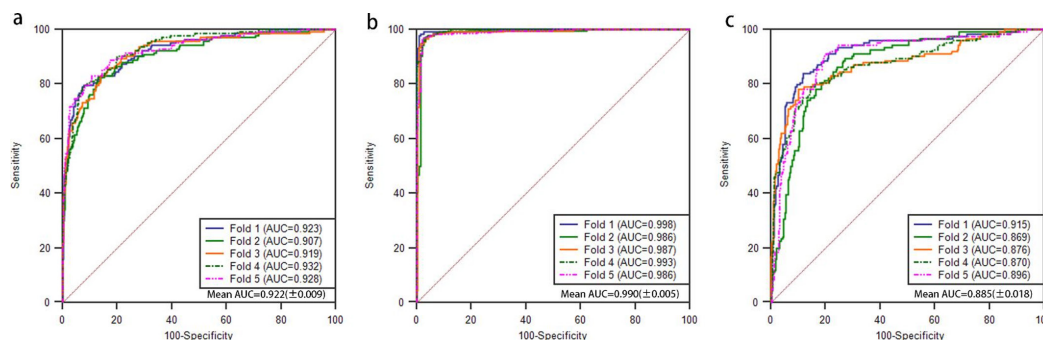 a
100
80
60
40
20
0
Sensitivity
Fold 1 (AUC=0.923)
Fold 2 (AUC=0.907)
Fold 3 (AUC=0.919)
Fold 4 (AUC=0.932)
Fold 5 (AUC=0.928)
Mean AUC=0.922(±0.009)
0 20 40 60 80 100
100-Specificity
b
100
80
60
40
20
0
Sensitivity
Fold 1 (AUC=0.998)
Fold 2 (AUC=0.986)
Fold 3 (AUC=0.987)
Fold 4 (AUC=0.993)
Fold 5 (AUC=0.986)
Mean AUC=0.990(±0.005)
0 20 40 60 80 100
100-Specificity
c
100
80
60
40
20
0
Sensitivity
Fold 1 (AUC=0.915)
Fold 2 (AUC=0.869)
Fold 3 (AUC=0.876)
Fold 4 (AUC=0.870)
Fold 5 (AUC=0.896)
Mean AUC=0.885(±0.018)
0 20 40 60 80 100
100-Specificity